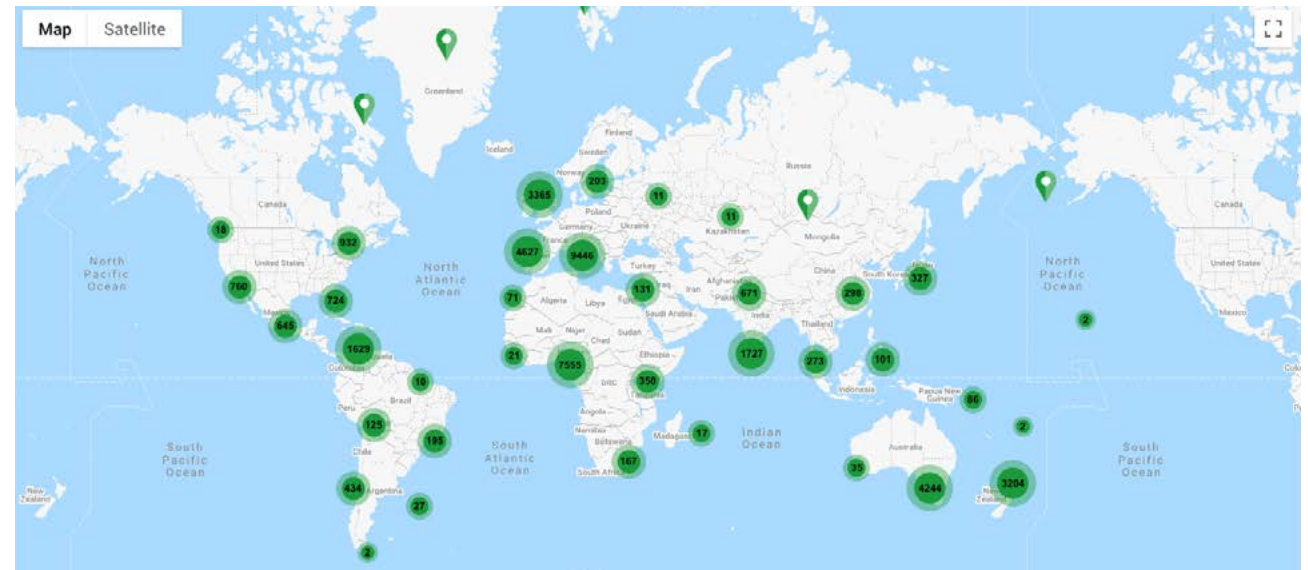 Map Satellite
Greenland
Iceland
Finland
Sweden
Norway
Russia
3365
203
11
Canada
Canada
Poland
Germany
Ukraine
18
932
11
Kazakhstan
Mongolia
France
4627
9446
North
Pacific
Ocean
United States
North
Atlantic
Ocean
Turkey
China
South Korea
327
North
Pacific
Ocean
United States
760
724
71
Algeria
Libya
131
Iraq
Iran
Afghanistan
671
298
Saudi Arabia
India
Mexico
645
Mali
Niger
Chad
Sudan
Thailand
2
Mexico
1629
21
7555
Ethiopia
1727
273
101
10
DRC
350
Tanzania
Indonesia
Papua New
Guinea
86
Peru
Brazil
125
195
Angola
Namibia
Botswana
Madagascar
17
Indian
Ocean
Australia
2
South
Pacific
Ocean
Chile
South
Atlantic
Ocean
South Africa
167
35
South
Pacific
Ocean
434
Argentina
27
4244
3204
New
Zealand
2